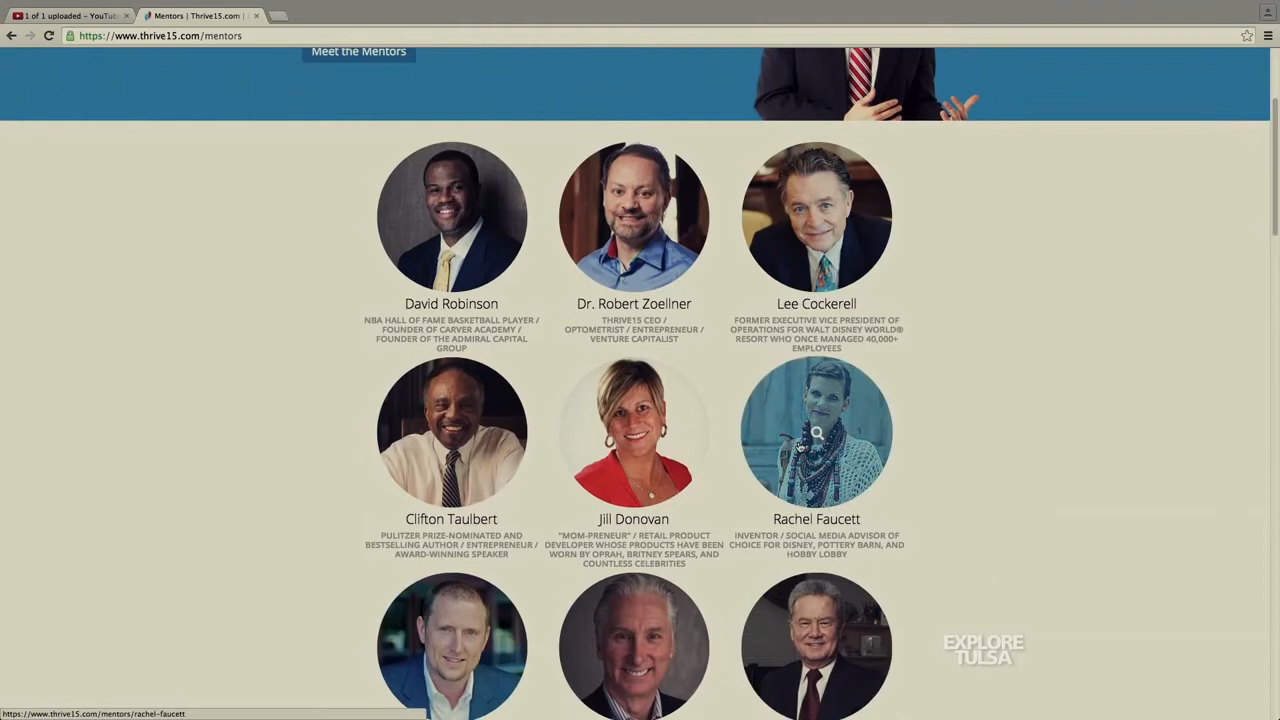 1 of 1 uploaded – YouTub
Mentors | Thrive15.com |
https://www.thrive15.com/mentors
Meet the Mentors
David Robinson
NBA HALL OF FAME BASKETBALL PLAYER /
FOUNDER OF CARVER ACADEMY /
FOUNDER OF THE ADMIRAL CAPITAL
GROUP
Dr. Robert Zoellner
THRIVE15 CEO /
OPTOMETRIST / ENTREPRENEUR /
VENTURE CAPITALIST
Lee Cockerell
FORMER EXECUTIVE VICE PRESIDENT OF
OPERATIONS FOR WALT DISNEY WORLD®
RESORT WHO ONCE MANAGED 40,000+
EMPLOYEES
Clifton Taulbert
PULITZER PRIZE-NOMINATED AND
BESTSELLING AUTHOR / ENTREPRENEUR /
AWARD-WINNING SPEAKER
Jill Donovan
"MOM-PRENEUR" / RETAIL PRODUCT
DEVELOPER WHOSE PRODUCTS HAVE BEEN
WORN BY OPRAH, BRITNEY SPEARS, AND
COUNTLESS CELEBRITIES
Rachel Faucett
INVENTOR / SOCIAL MEDIA ADVISOR OF
CHOICE FOR DISNEY, POTTERY BARN, AND
HOBBY LOBBY
EXPLORE
TULSA
https://www.thrive15.com/mentors/rachel-faucett